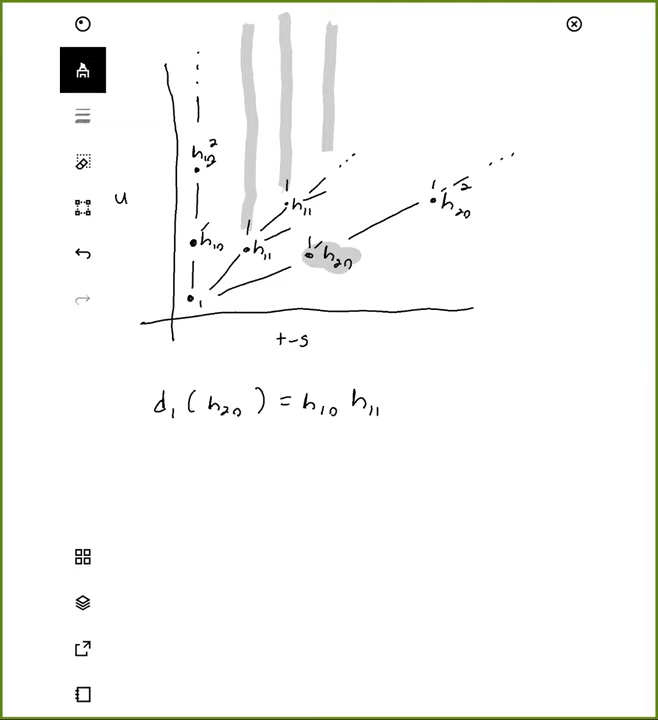 h₁₀²
u
h₁₀
h₁₁
h₁₁
h₂₀
h₂₀²
1
t-s
d₁(h₂₀) = h₁₀ h₁₁